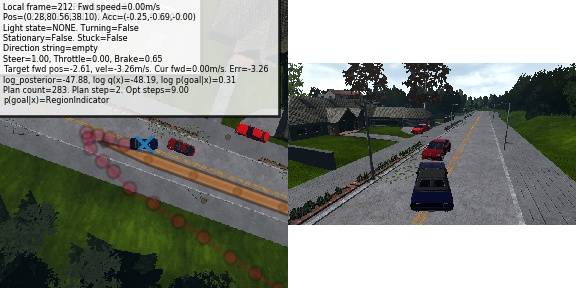 Local frame=212. Fwd speed=0.00m/s
Pos=(0.28,80.56,38.10). Acc=(-0.25,-0.69,-0.00)
Light state=NONE. Turning=False
Stationary=False. Stuck=False
Direction string=empty
Steer=1.00, Throttle=0.00, Brake=0.65
Target fwd pos=-2.61, vel=-3.26m/s. Cur fwd=0.00m/s. Err=-3.26
log_posterior=-47.88, log q(x)=-48.19, log p(goal|x)=0.31
Plan count=283. Plan step=2. Opt steps=9.00
p(goal|x)=RegionIndicator